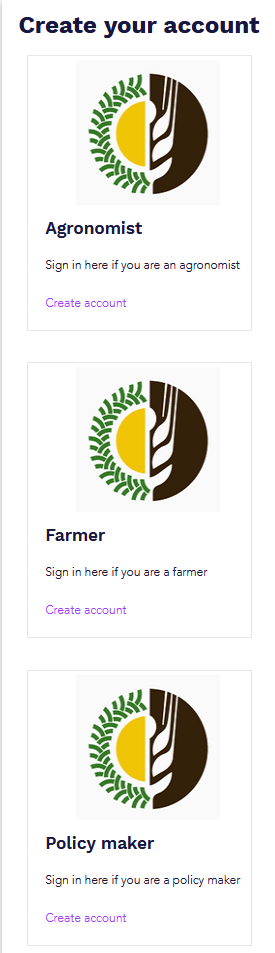 Create your account
Agronomist
Sign in here if you are an agronomist
Create account
Farmer
Sign in here if you are a farmer
Create account
Policy maker
Sign in here if you are a policy maker
Create account